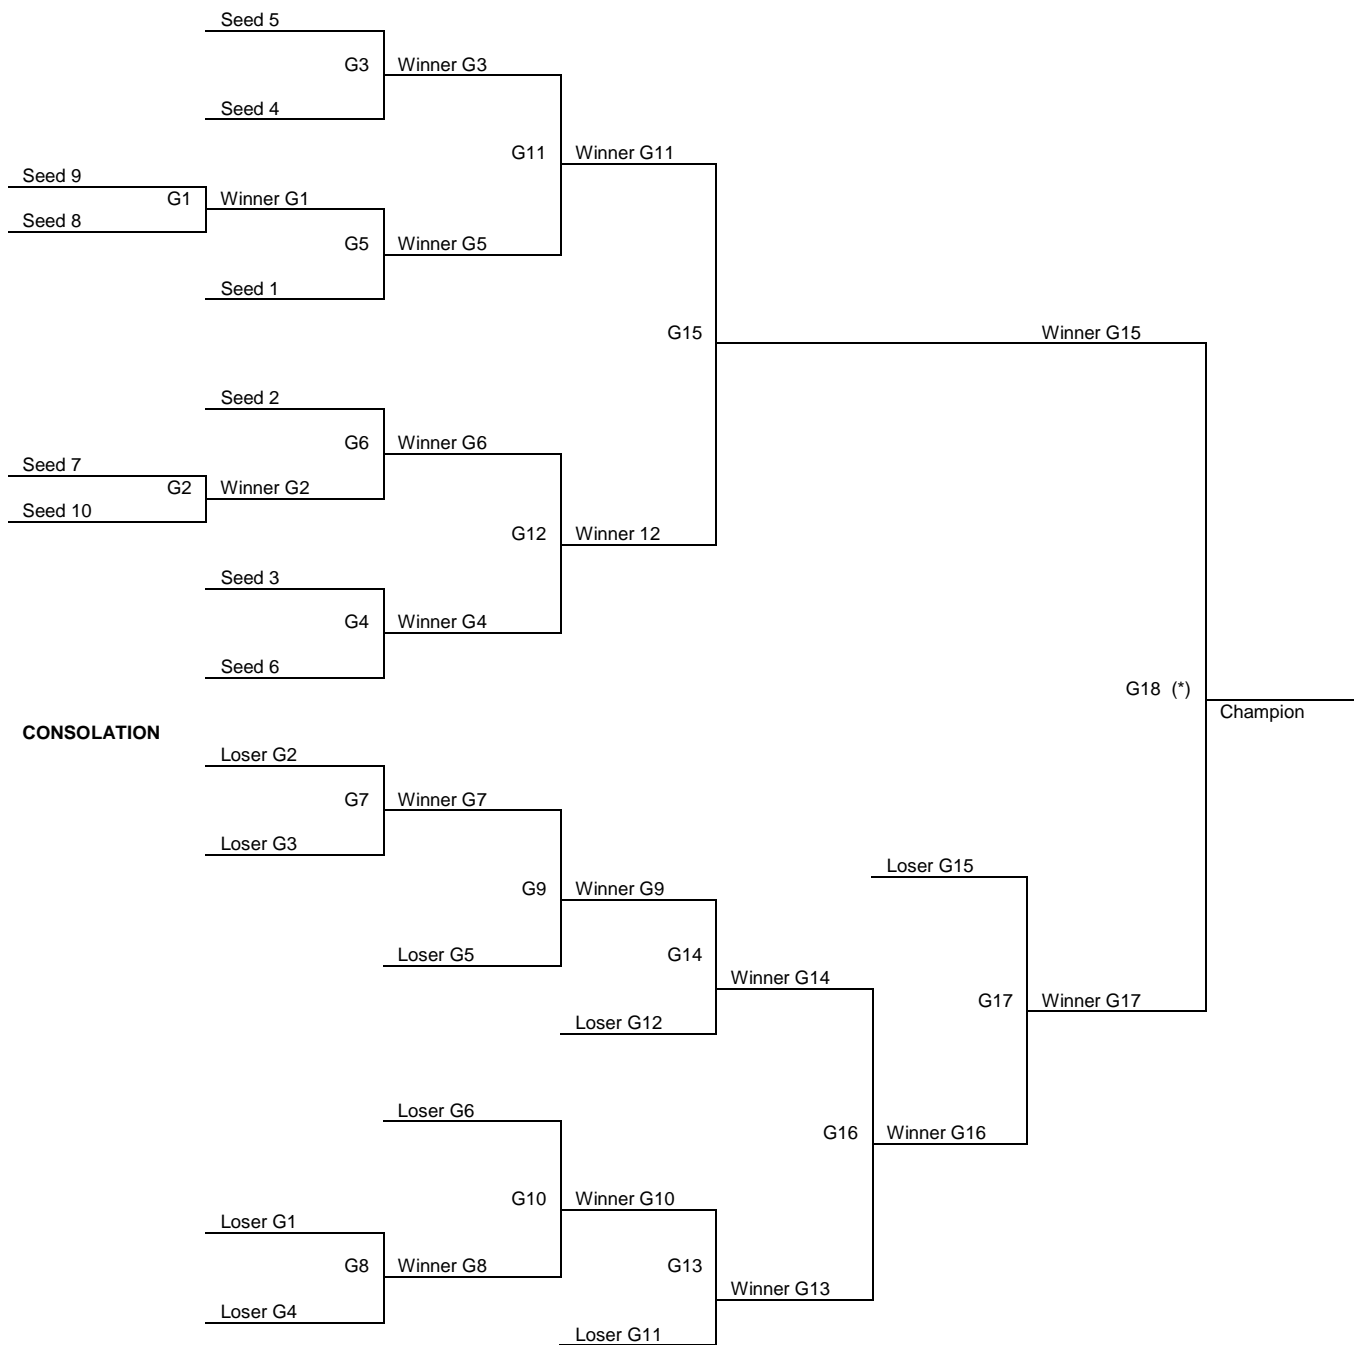 Seed 5
G3 Winner G3
Seed 4
G11 Winner G11
Seed 9
G1 Winner G1
Seed 8
G5 Winner G5
Seed 1
G15 Winner G15
Seed 2
G6 Winner G6
Seed 7
G2 Winner G2
Seed 10
G12 Winner 12
Seed 3
G4 Winner G4
Seed 6
G18 (*)
Champion
CONSOLATION
Loser G2
G7 Winner G7
Loser G3
Loser G15
G9 Winner G9
Loser G5
G14
Winner G14
G17 Winner G17
Loser G12
Loser G6
G16 Winner G16
G10 Winner G10
Loser G1
G8 Winner G8
G13
Winner G13
Loser G4
Loser G11